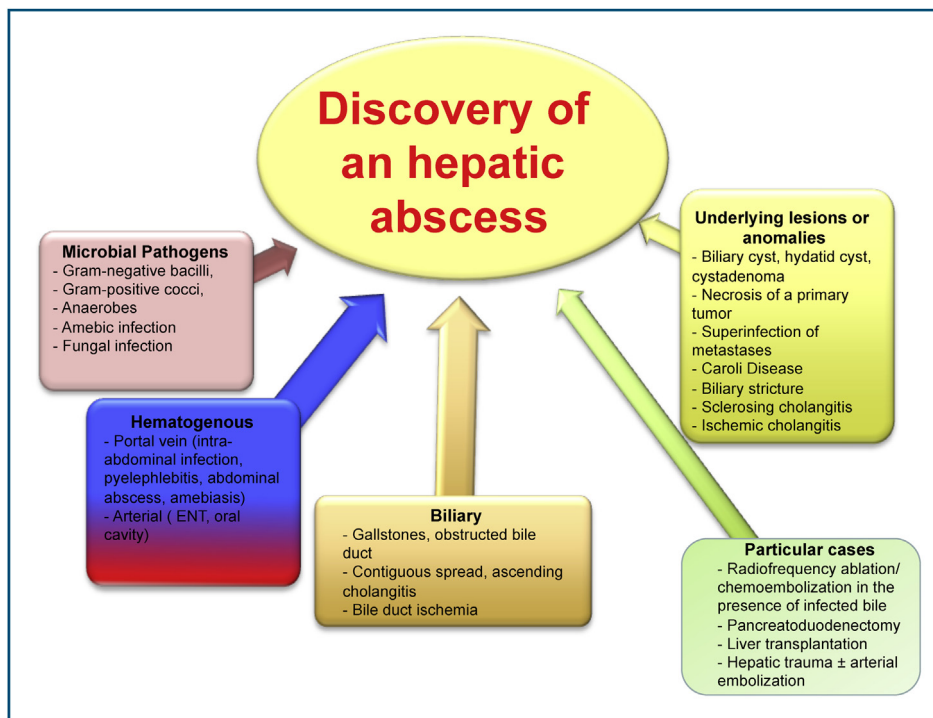 Discovery of
an hepatic
abscess
Microbial Pathogens
- Gram-negative bacilli,
- Gram-positive cocci,
- Anaerobes
- Amebic infection
- Fungal infection
Hematogenous
- Portal vein (intra-
abdominal infection,
pyelephlebitis, abdominal
abscess, amebiasis)
- Arterial ( ENT, oral
cavity)
Biliary
- Gallstones, obstructed bile
duct
- Contiguous spread, ascending
cholangitis
- Bile duct ischemia
Underlying lesions or
anomalies
- Biliary cyst, hydatid cyst,
cystadenoma
- Necrosis of a primary
tumor
- Superinfection of
metastases
- Caroli Disease
- Biliary stricture
- Sclerosing cholangitis
- Ischemic cholangitis
Particular cases
- Radiofrequency ablation/
chemoembolization in the
presence of infected bile
- Pancreatoduodenectomy
- Liver transplantation
- Hepatic trauma ± arterial
embolization